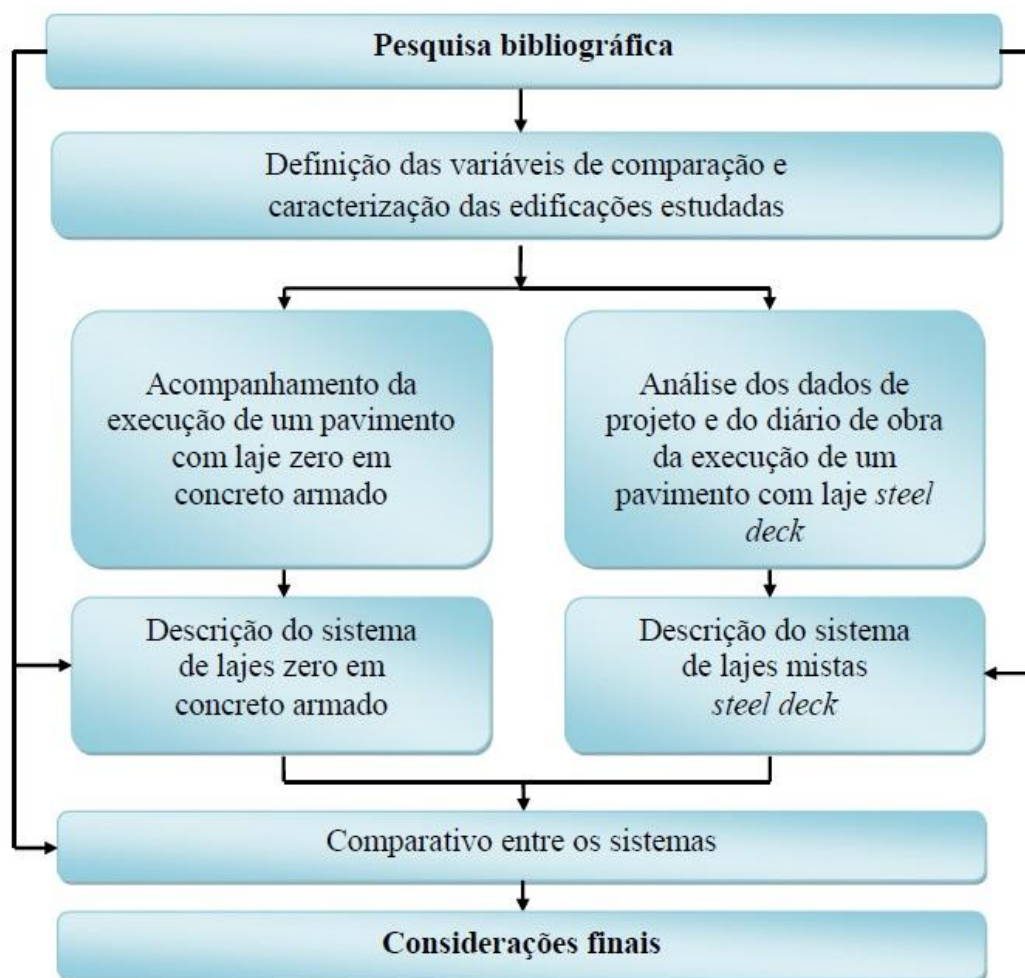 Pesquisa bibliográfica
Definição das variáveis de comparação e
caracterização das edificações estudadas
Acompanhamento da
execução de um pavimento
com laje zero em
concreto armado
Análise dos dados de
projeto e do diário de obra
da execução de um
pavimento com laje steel
deck
Descrição do sistema
de lajes zero em
concreto armado
Descrição do sistema
de lajes mistas
steel deck
Comparativo entre os sistemas
Considerações finais